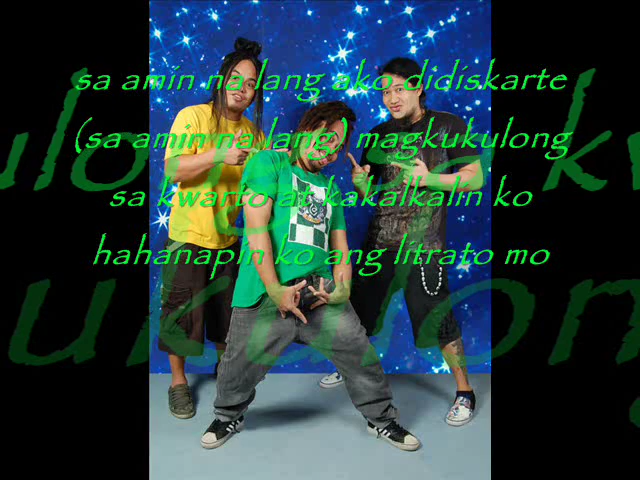 sa amin na lang ako didiskarte
(sa amin na lang) magkukulong
sa kwarto at kakalkalin ko
hahanapin ko ang litrato mo